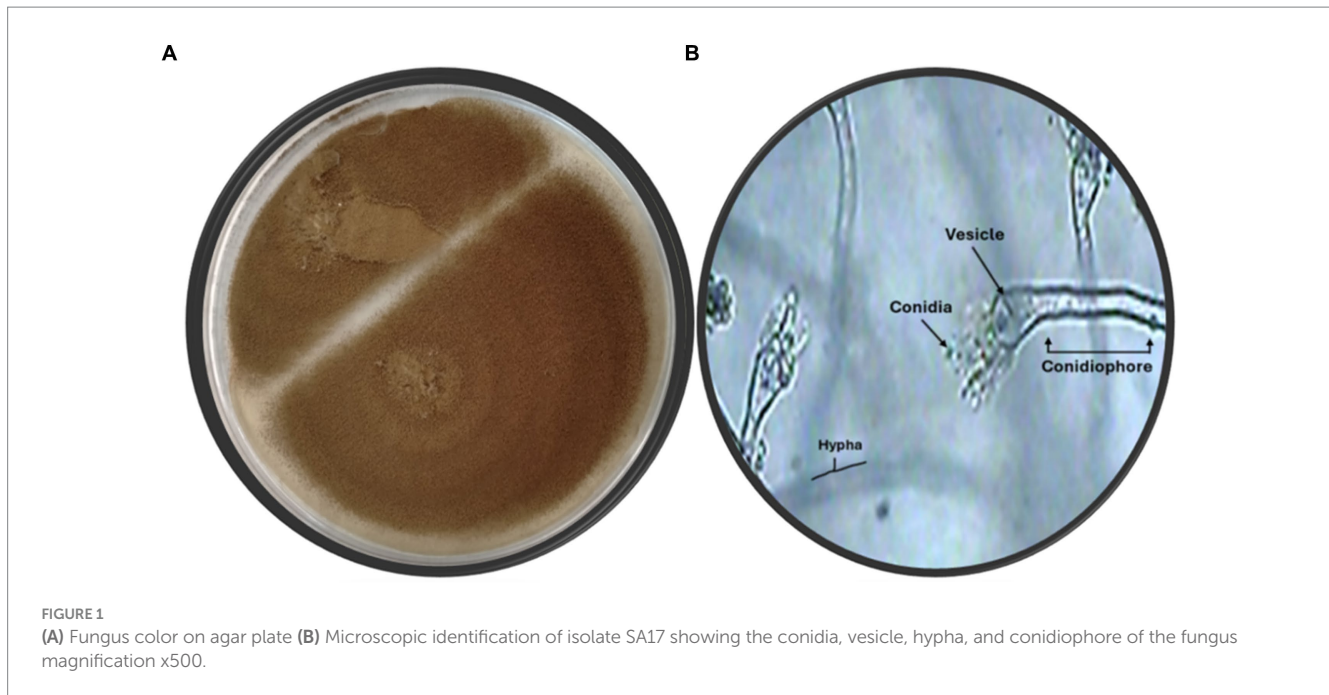 A
B
Vesicle
Conidia
Conidiophore
Hypha
FIGURE 1
(A) Fungus color on agar plate (B) Microscopic identification of isolate SA17 showing the conidia, vesicle, hypha, and conidiophore of the fungus
magnification x500.